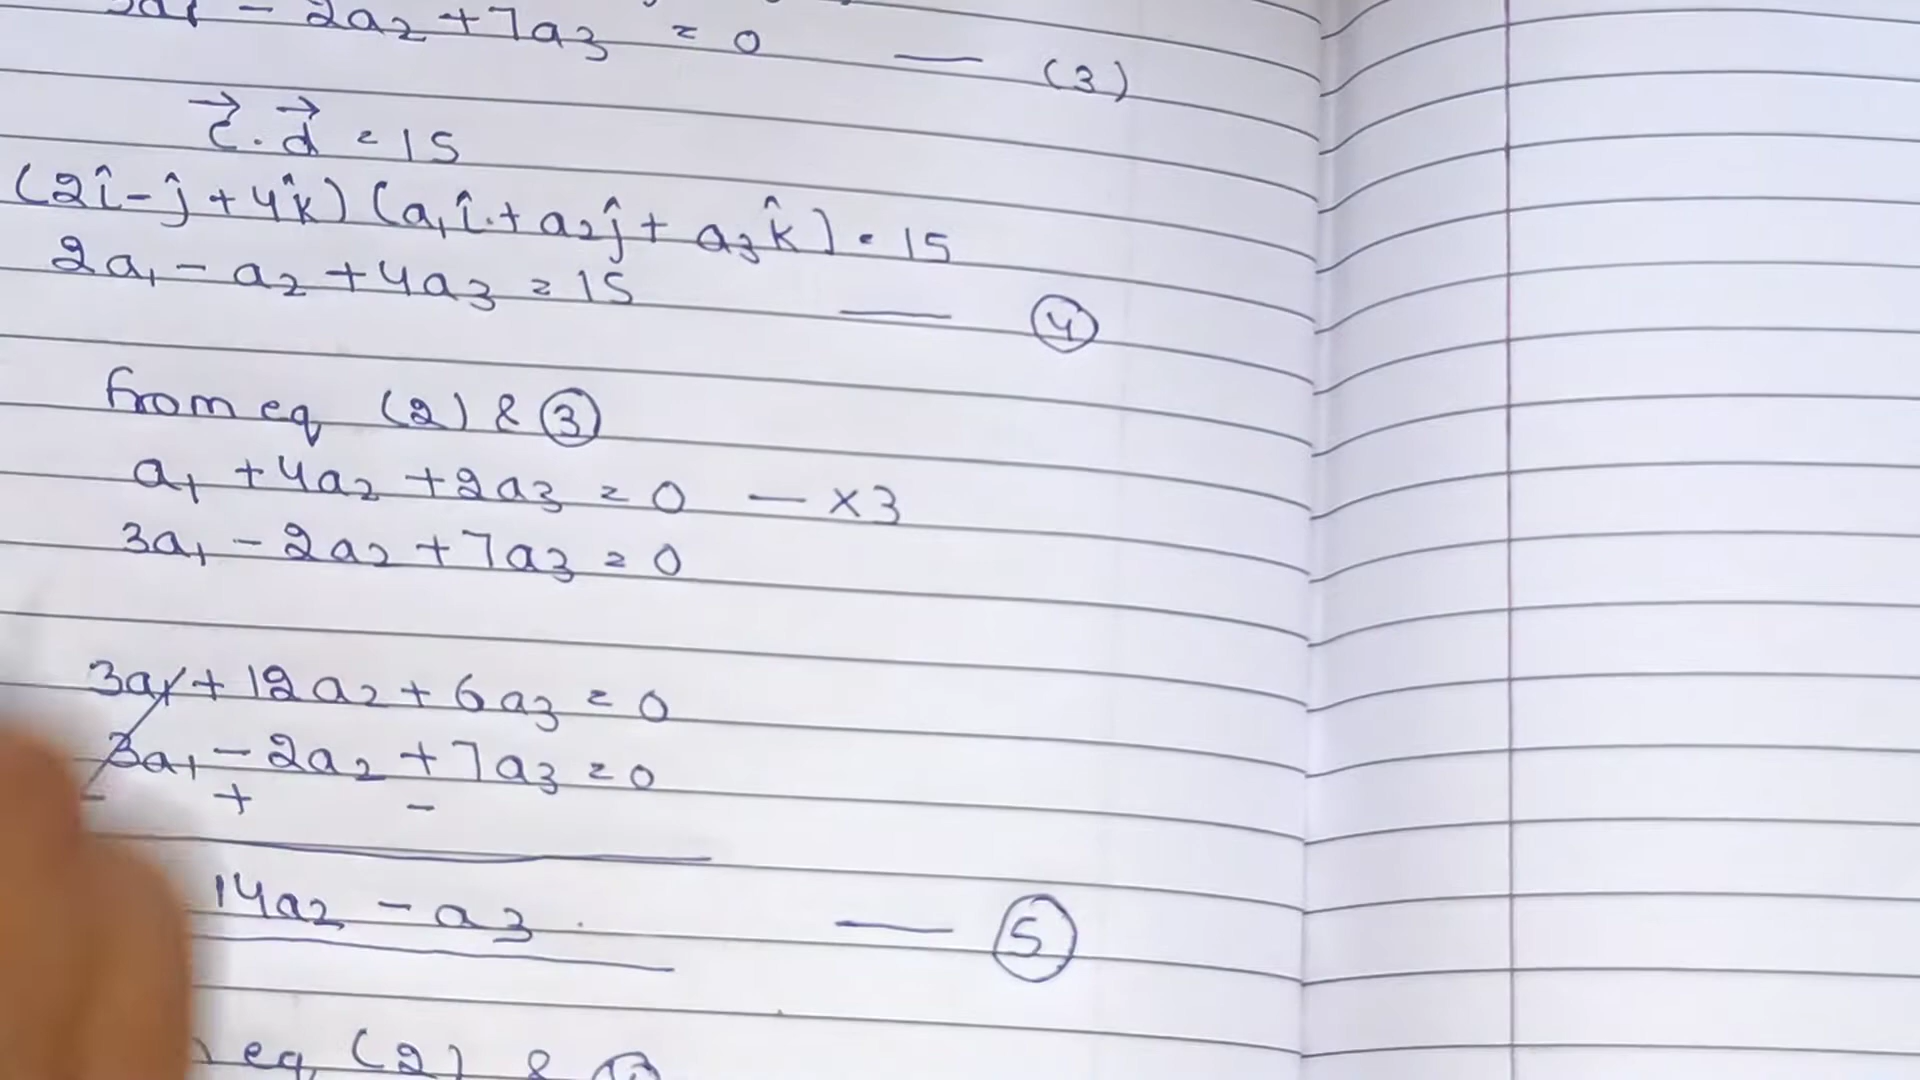 3a₁ - 2a₂ + 7a₃ = 0 — (3)
c⃗ . d⃗ = 15
(2î - ĵ + 4k̂) (a₁î + a₂ĵ + a₃k̂) = 15
2a₁ - a₂ + 4a₃ = 15 — ④
from eq (2) & ③
a₁ + 4a₂ + 2a₃ = 0 — ×3
3a₁ - 2a₂ + 7a₃ = 0
3a₁ + 12a₂ + 6a₃ = 0
3a₁ - 2a₂ + 7a₃ = 0
- + -
14a₂ - a₃ — ⑤
eq (2) &